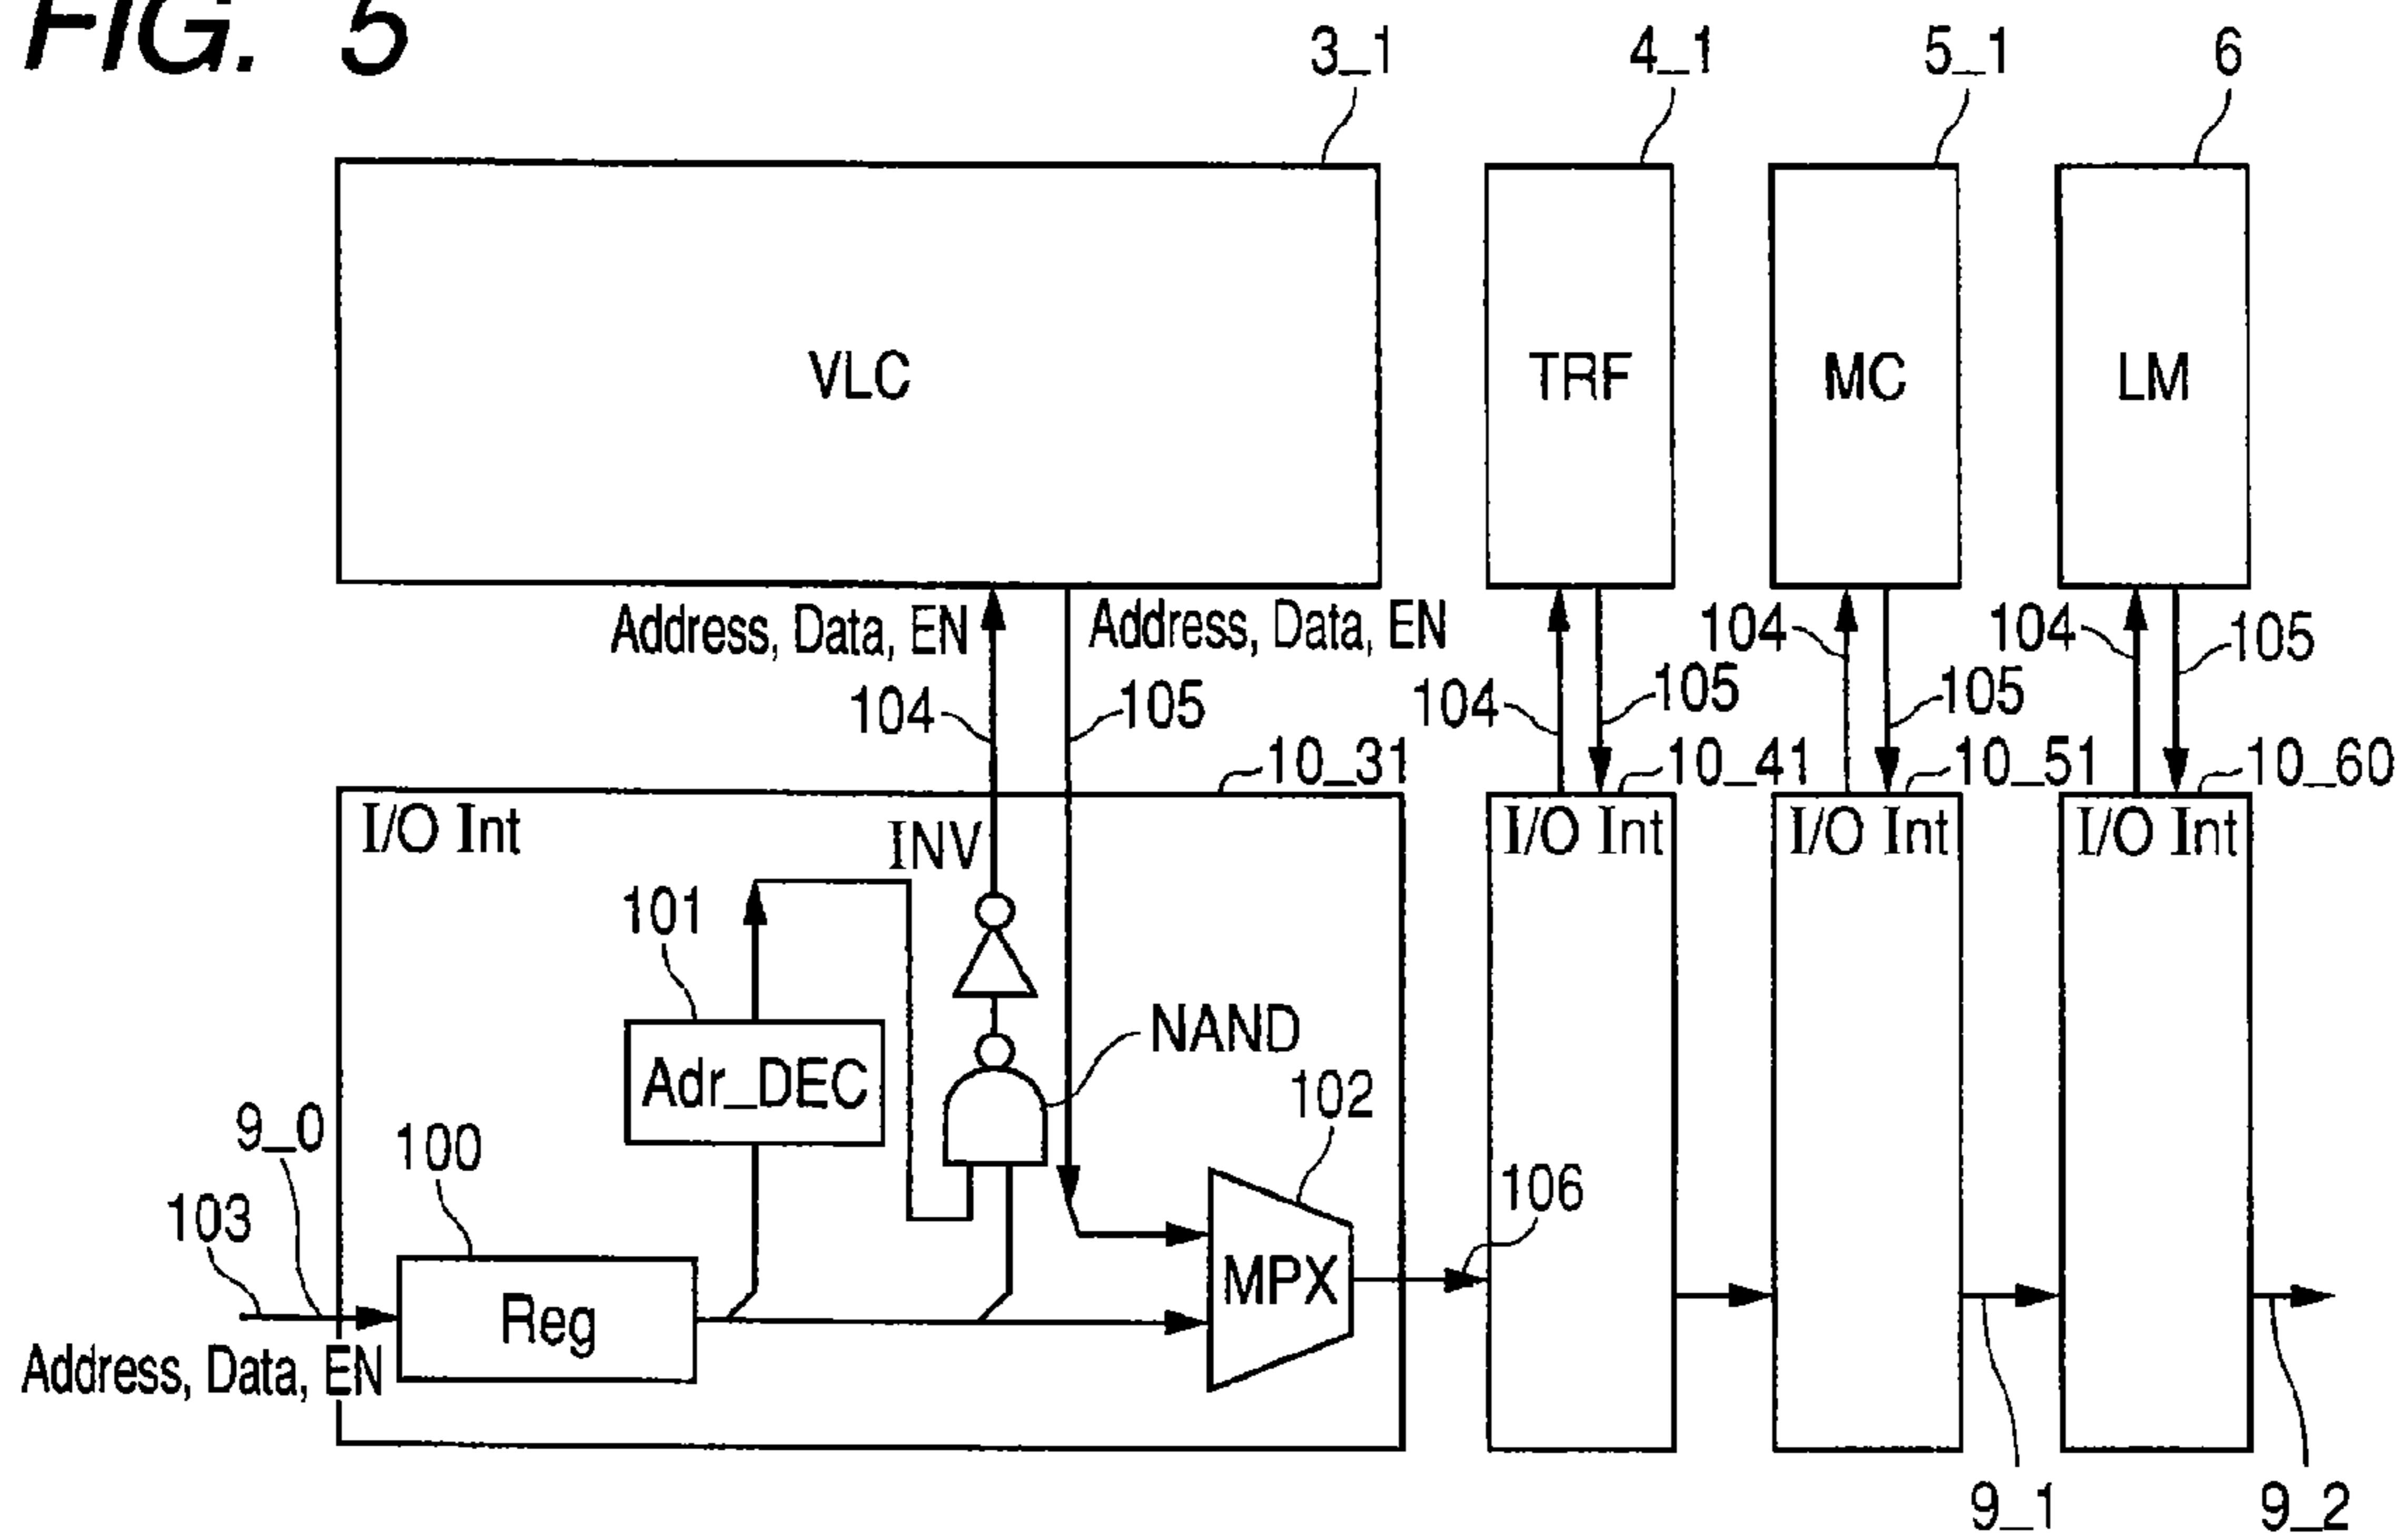 FIG. 5
3_1
4_1
5_1
6
VLC
TRF
MC
LM
Address, Data, EN
Address, Data, EN
104
105
104
105
104
105
104
105
10_31
10_41
10_51
10_60
I/O Int
INV
I/O Int
I/O Int
I/O Int
101
Adr_DEC
NAND
102
9_0
100
103
106
Reg
MPX
Address, Data, EN
9_1
9_2